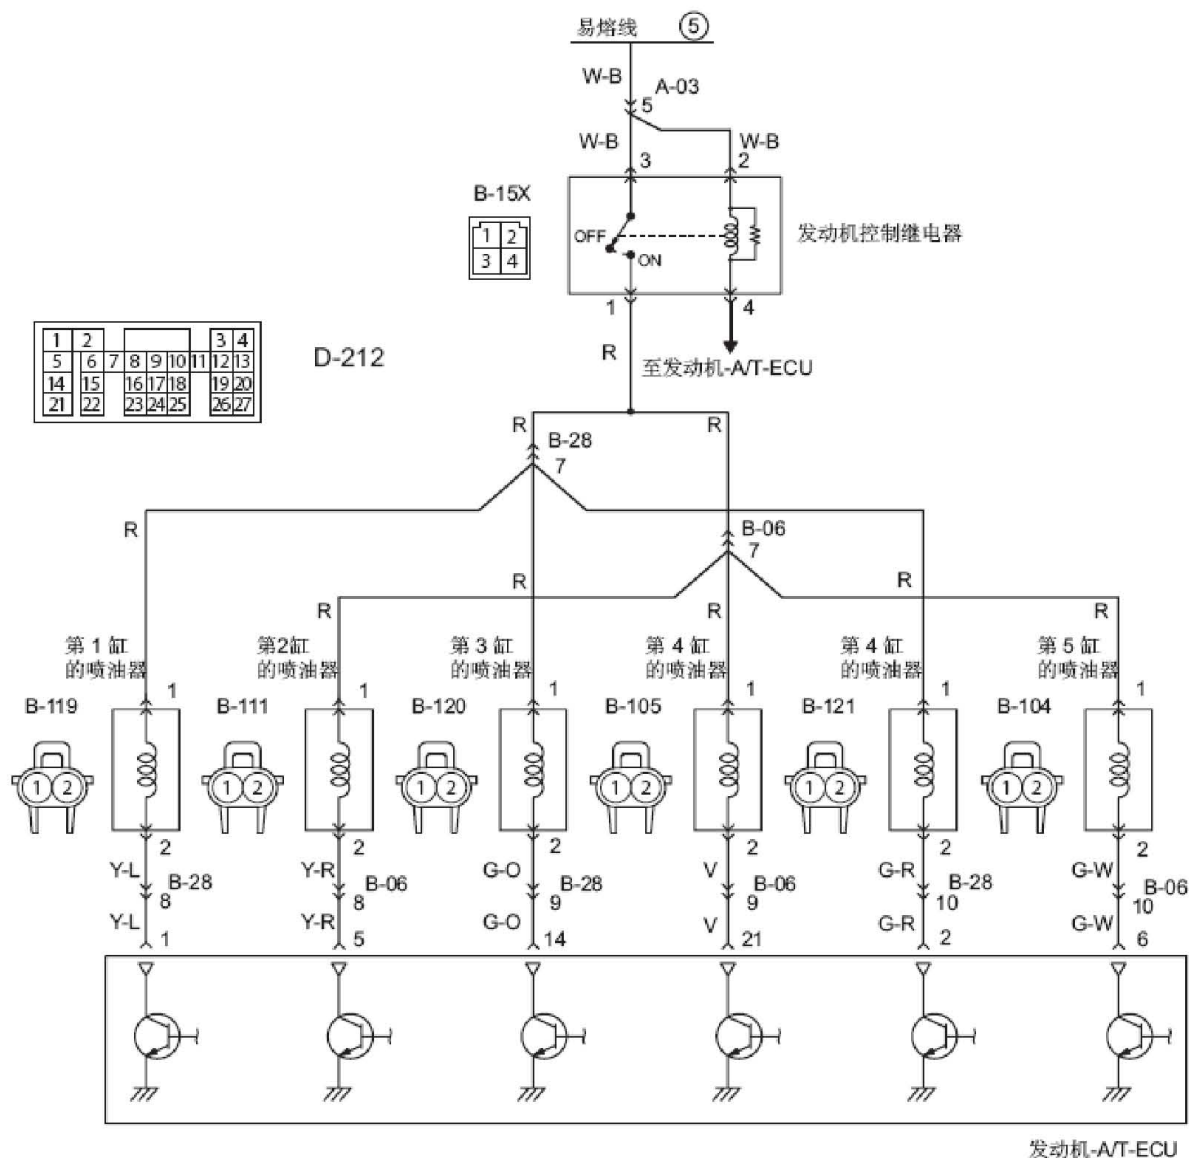 易熔线 5
W-B A-03
5
W-B W-B
3 2
B-15X
1 2
3 4
OFF
ON
发动机控制继电器
1 4
R
至发动机-A/T-ECU
1 2 3 4
5 6 7 8 9 10 11 12 13
14 15 16 17 18 19 20
21 22 23 24 25 26 27
D-212
R R
B-28
7
R B-06
7
R R
R R R
第 1 缸 第2缸 第 3 缸 第 4 缸 第 4 缸 第 5 缸
的喷油器 的喷油器 的喷油器 的喷油器 的喷油器 的喷油器
1 1 1 1 1 1
B-119 B-111 B-120 B-105 B-121 B-104
1 2 1 2 1 2 1 2 1 2 1 2
2 2 2 2 2 2
Y-L Y-R G-O V G-R G-W
B-28 B-06 B-28 B-06 B-28 B-06
8 8 9 9 10 10
Y-L Y-R G-O V G-R G-W
1 5 14 21 2 6
发动机-A/T-ECU